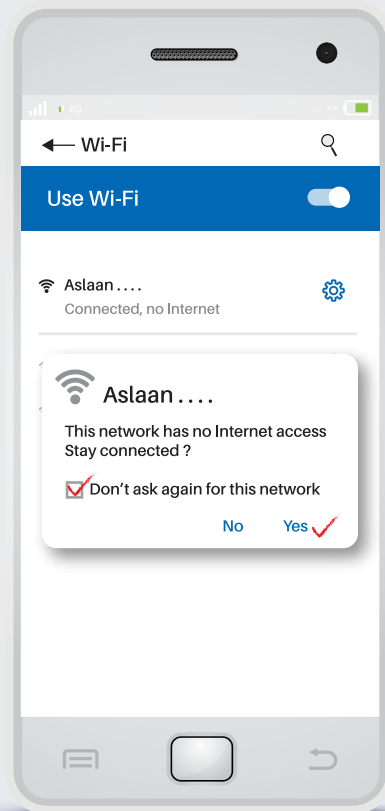 4G
Wi-Fi
Use Wi-Fi
Aslaan . . . .
Connected, no Internet
Aslaan . . . .
This network has no Internet access
Stay connected ?
Don't ask again for this network
No Yes